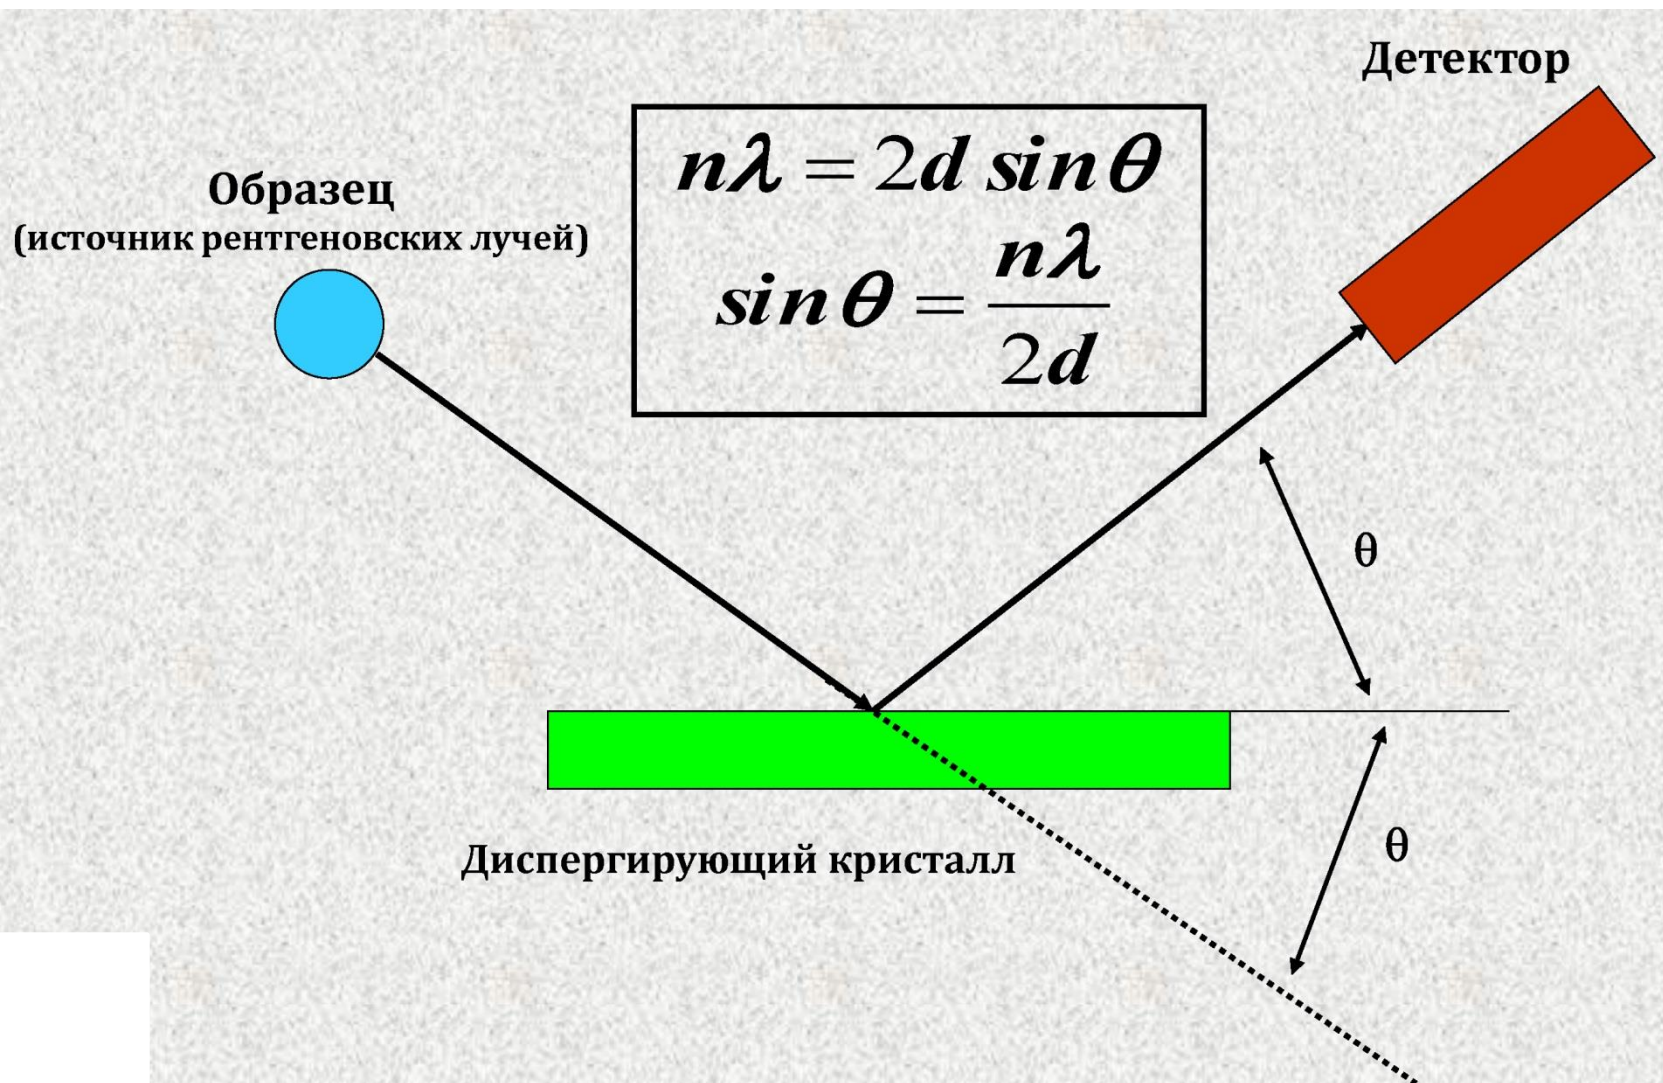 Детектор
Образец
(источник рентгеновских лучей)
nλ = 2d sinθ
sinθ = nλ/2d
θ
Диспергирующий кристалл
θ